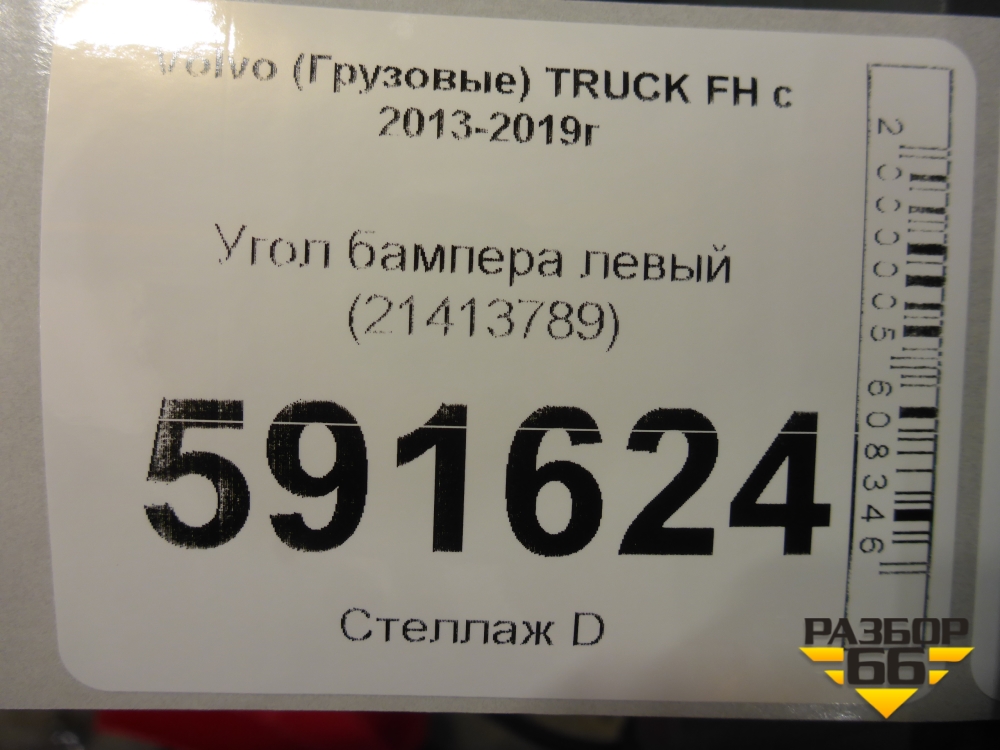 Volvo (Грузовые) TRUCK FH с
2013-2019г
Угол бампера левый
(21413789)
591624
Стеллаж D
2000005608346
РАЗБОР
66